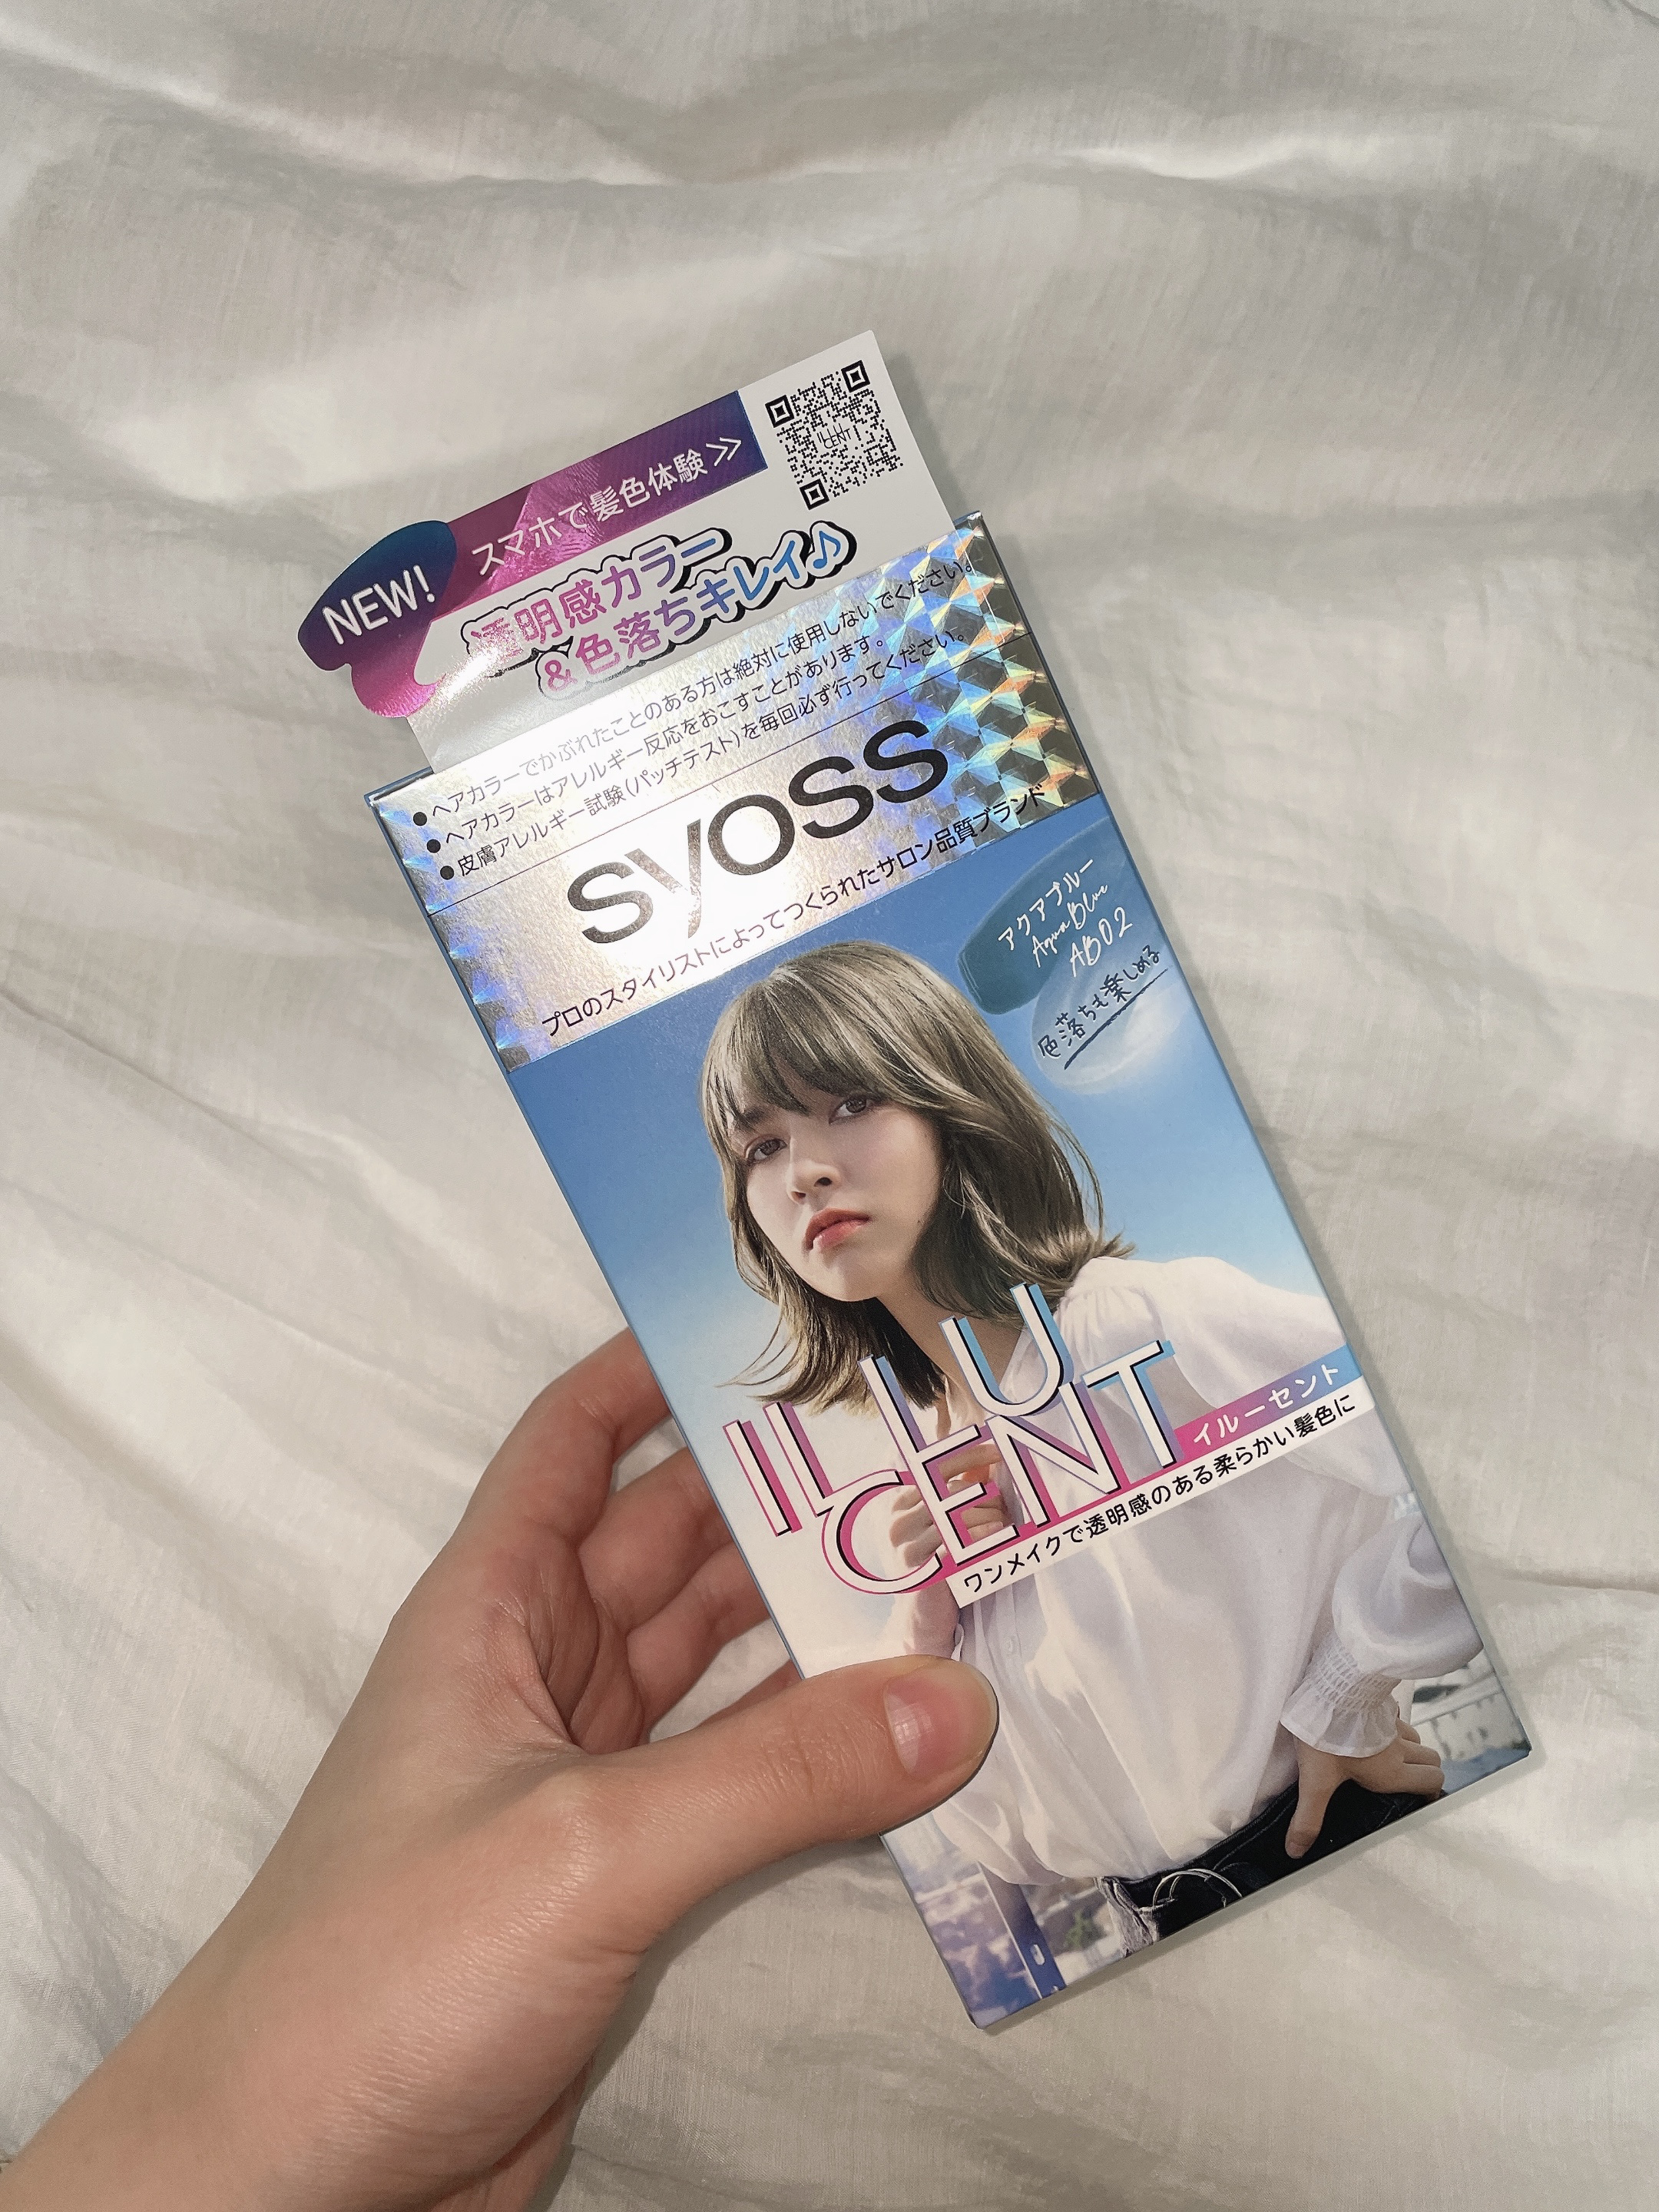 NEW!
スマホで髪色体験≫
ILLU
CENT
透明感カラー
&色落ちキレイ♪
●ヘアカラーでかぶれたことのある方は絶対に使用しないでください。
●ヘアカラーはアレルギー反応をおこすことがあります。
●皮膚アレルギー試験(パッチテスト)を毎回必ず行ってください。
syoss
プロのスタイリストによってつくられたサロン品質ブランド
アクアブルー
Aqua Blue
AB02
色落ちも楽しめる
ILLU
CENT
イルーセント
ワンメイクで透明感のある柔らかい髪色に